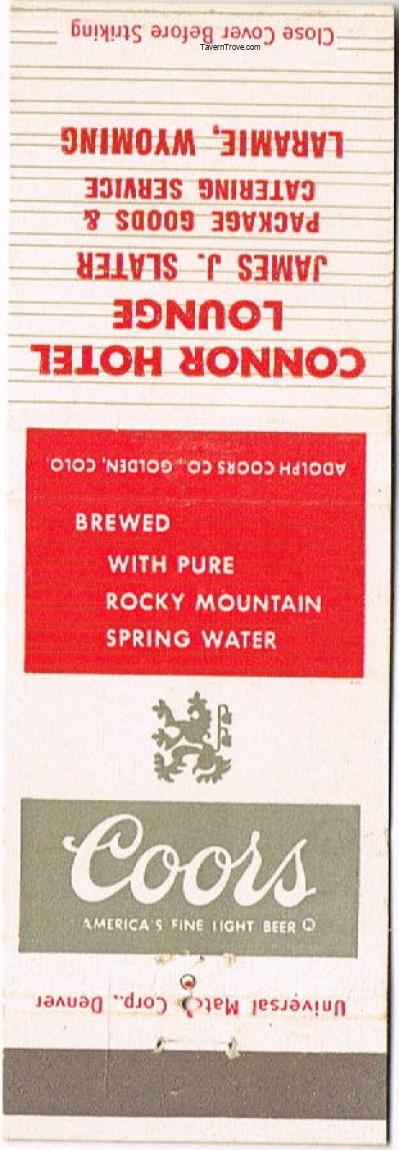 Close Cover Before Striking
TavernTrove.com
CONNOR HOTEL
LOUNGE
JAMES J. SLATER
PACKAGE GOODS &
CATERING SERVICE
LARAMIE, WYOMING
ADOLPH COORS CO., GOLDEN, COLO.
BREWED
WITH PURE
ROCKY MOUNTAIN
SPRING WATER
Coors
AMERICA'S FINE LIGHT BEER ®
Universal Match Corp., Denver